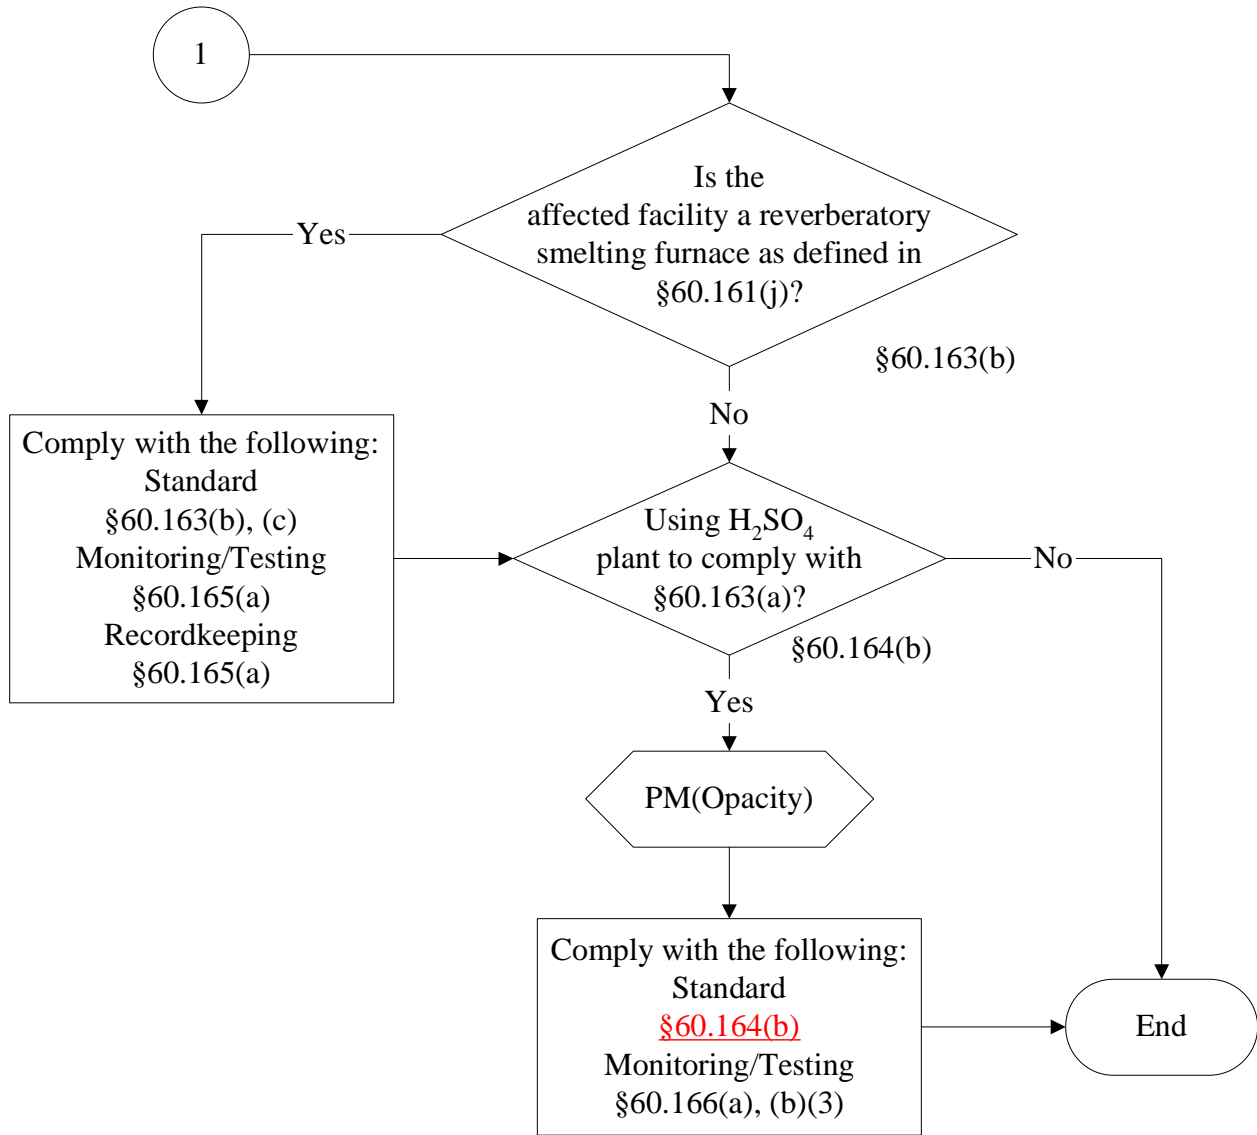 1
Is the
affected facility a reverberatory
smelting furnace as defined in
§60.161(j)?
Yes
§60.163(b)
No
Comply with the following:
Standard
§60.163(b), (c)
Monitoring/Testing
§60.165(a)
Recordkeeping
§60.165(a)
Using H₂SO₄
plant to comply with
§60.163(a)?
No
§60.164(b)
Yes
PM(Opacity)
Comply with the following:
Standard
§60.164(b)
Monitoring/Testing
§60.166(a), (b)(3)
End